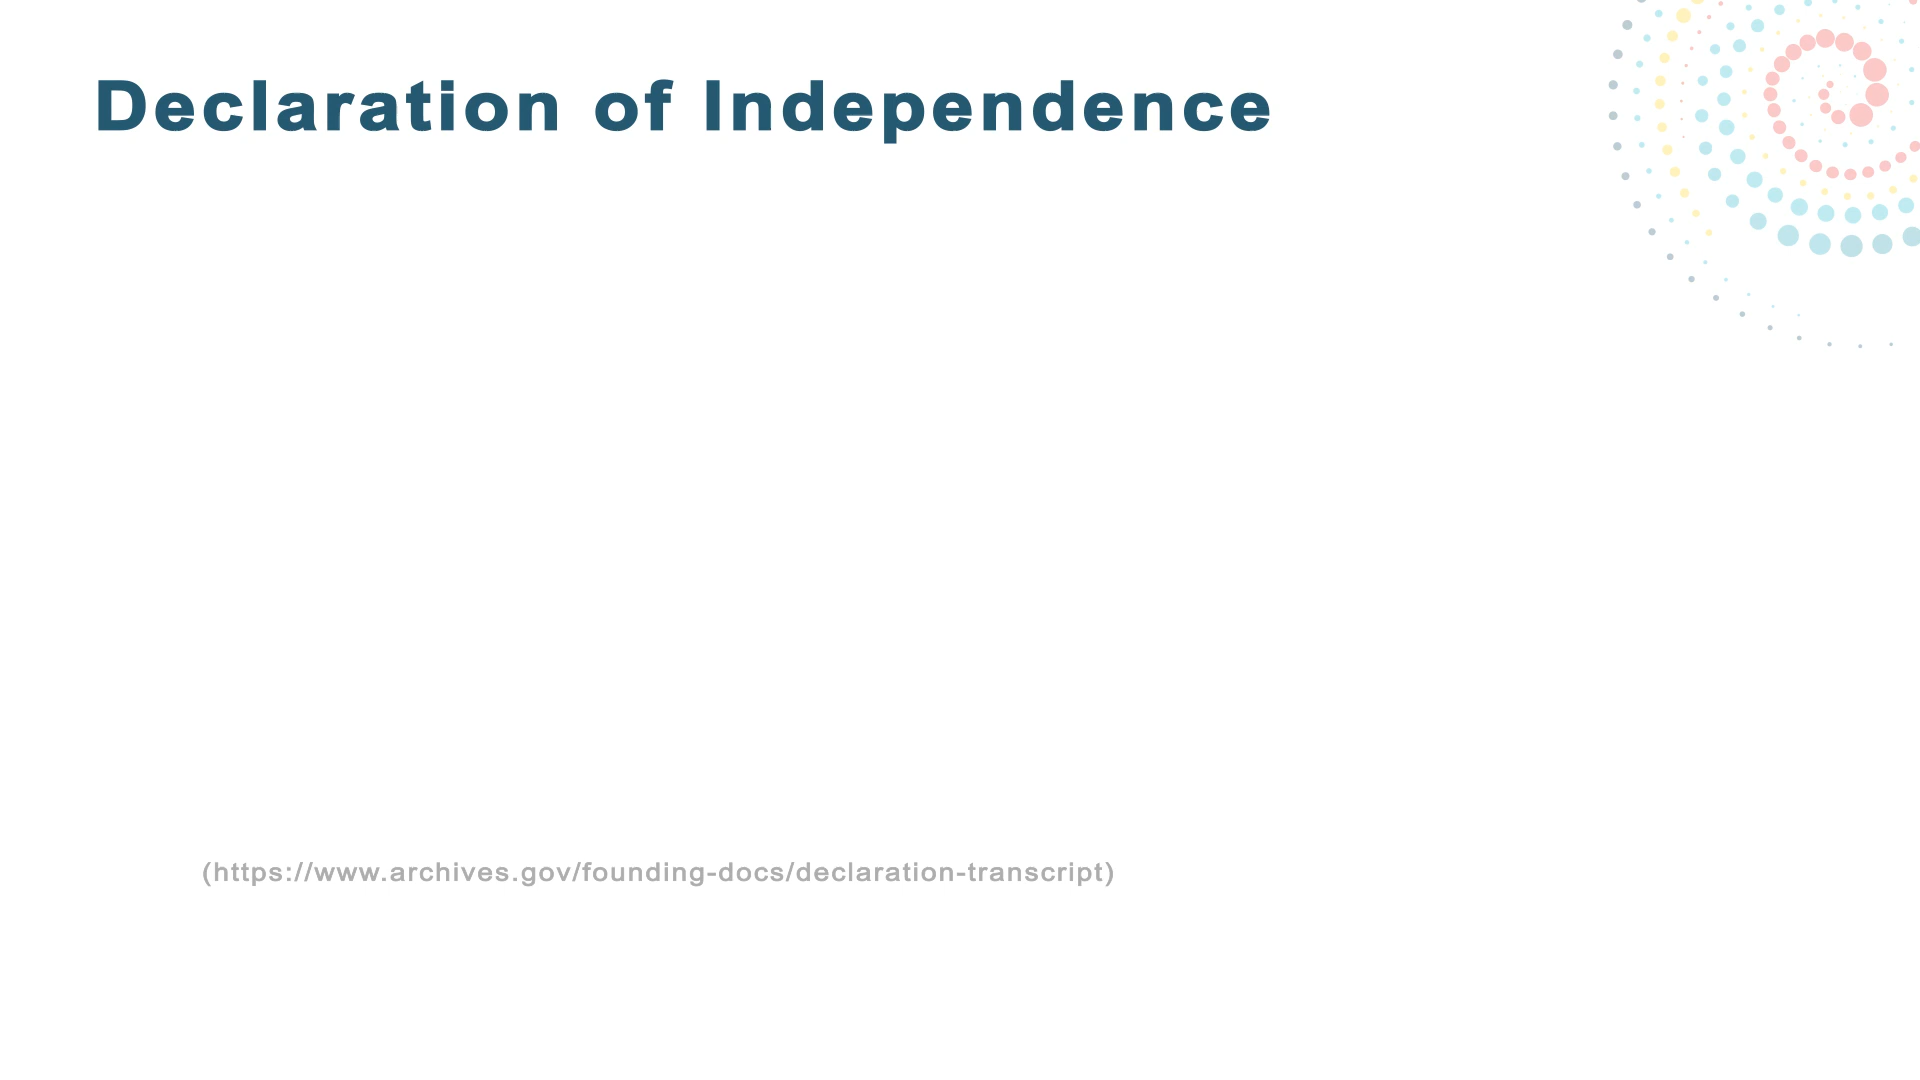 Declaration of Independence
(https://www.archives.gov/founding-docs/declaration-transcript)